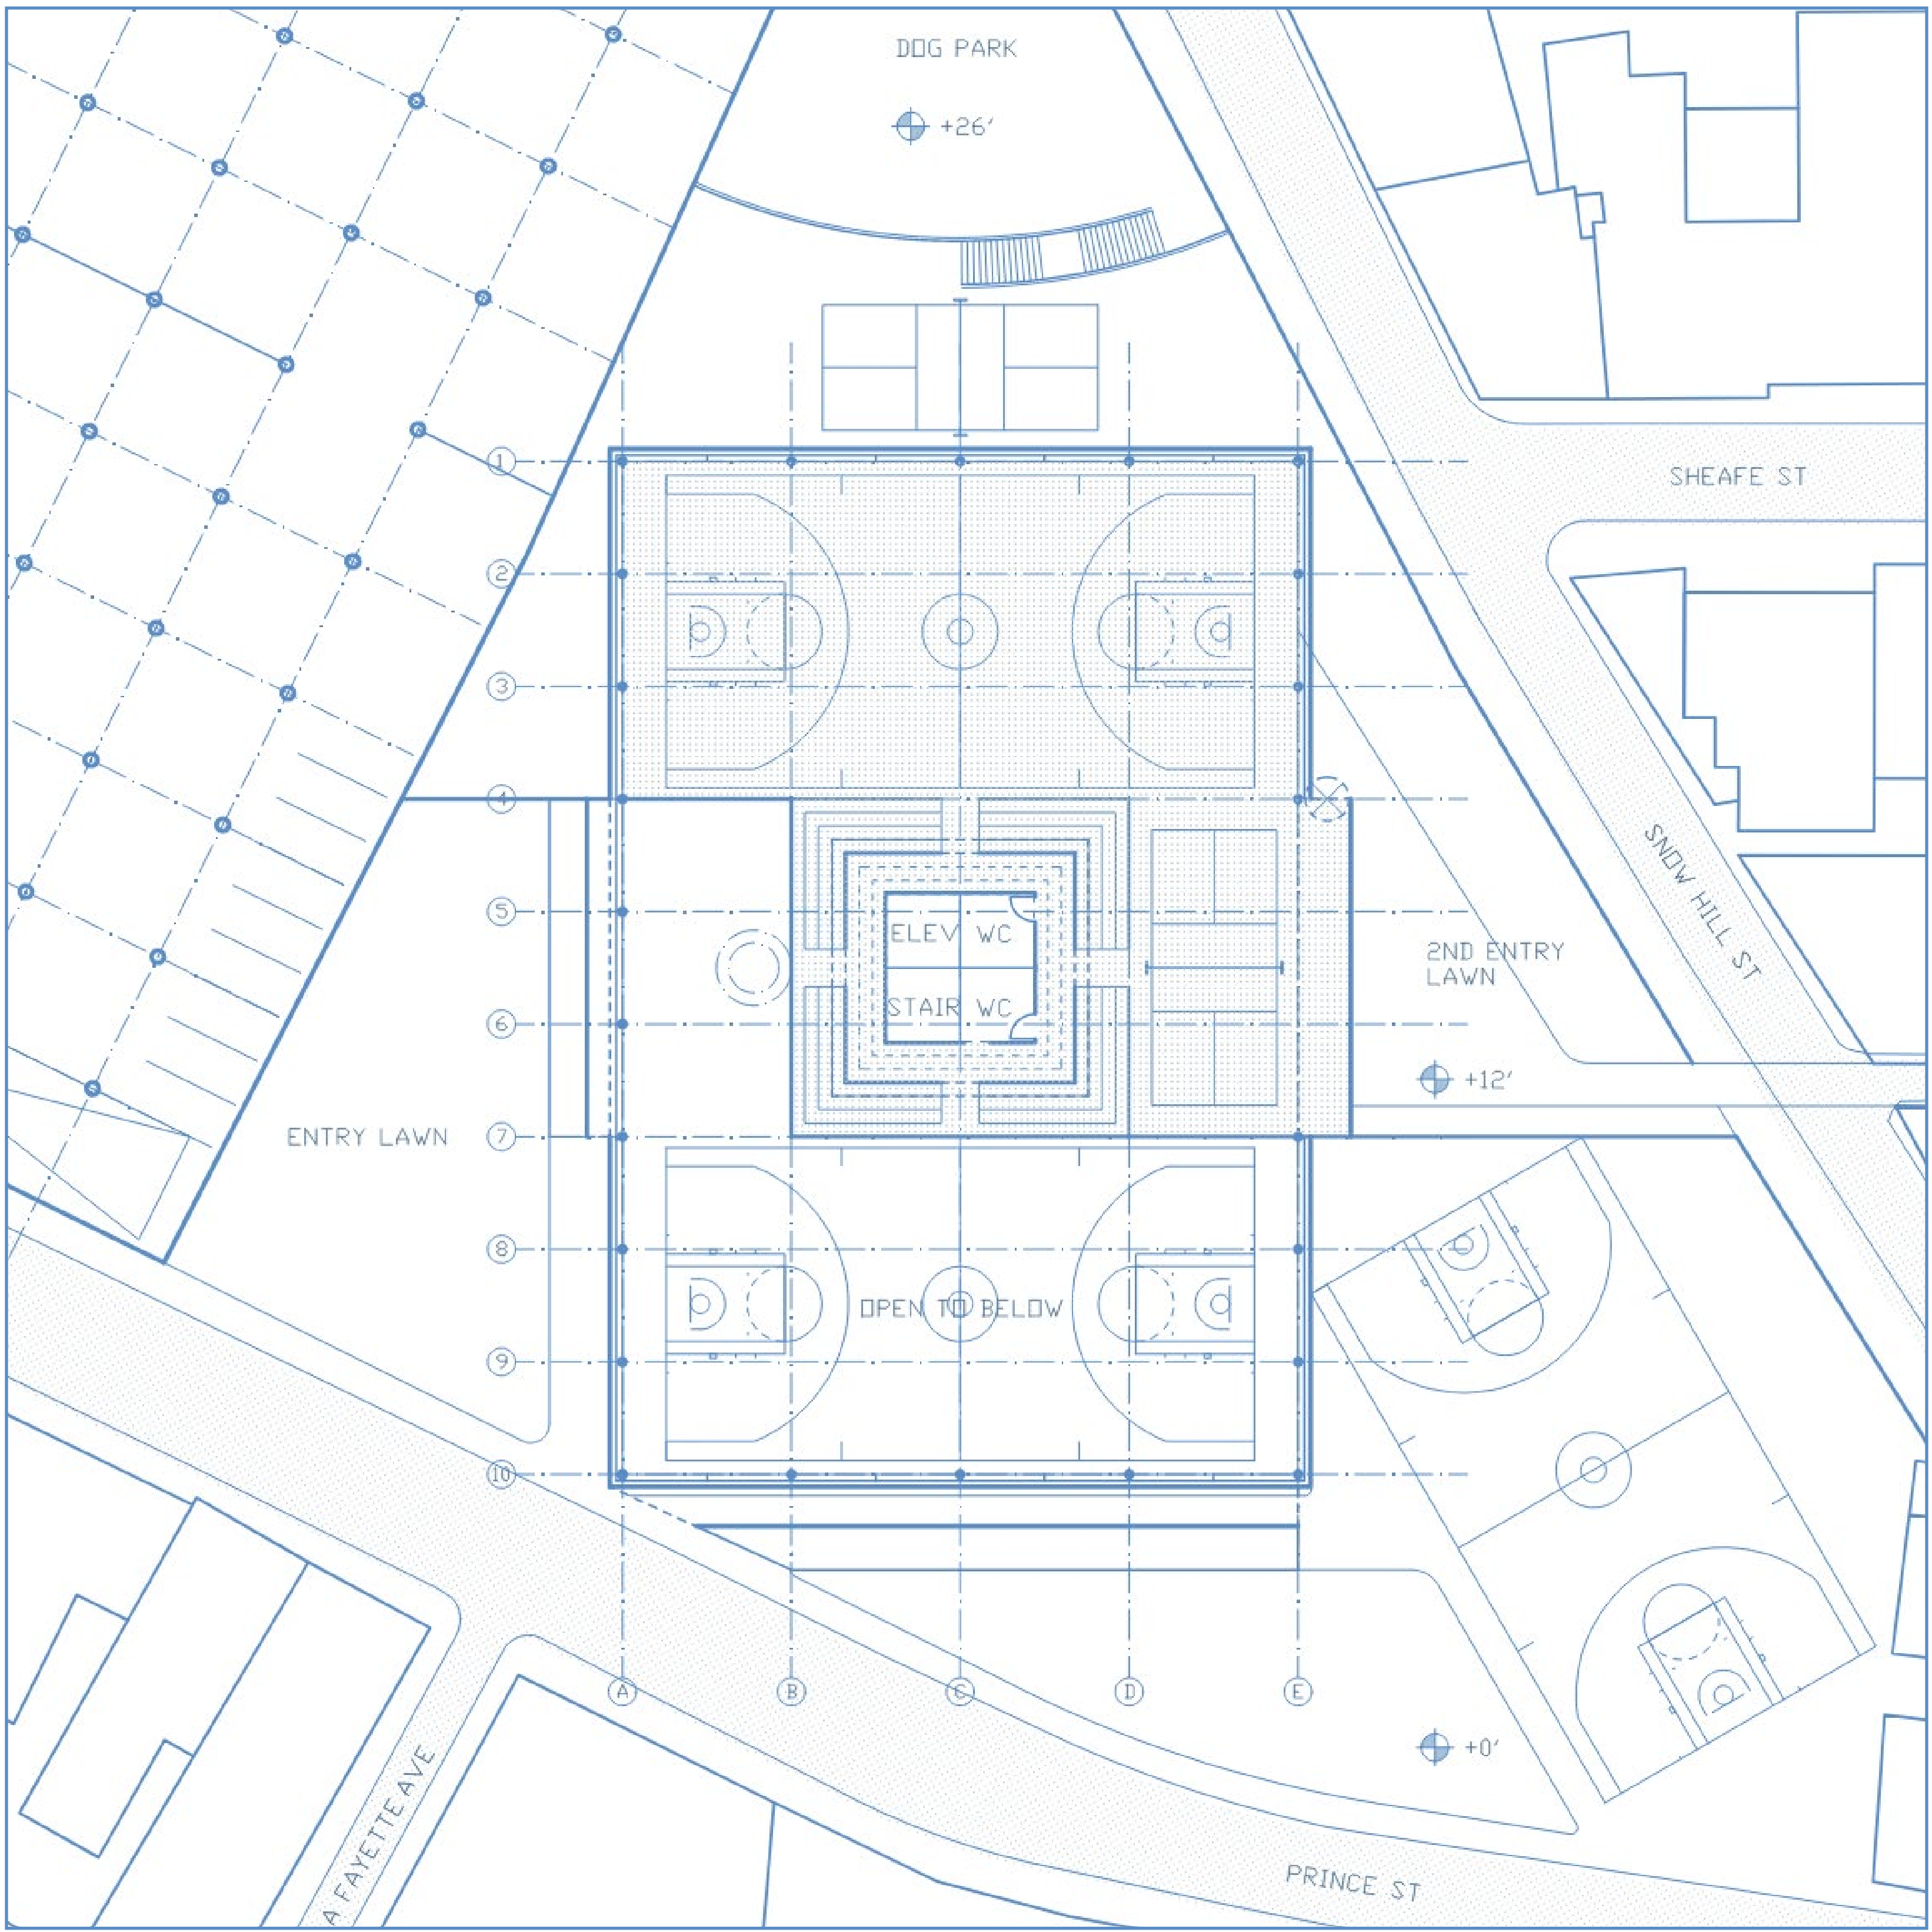 DOG PARK
+26'
SHEAFE ST
1
2
3
4
5
6
7
8
9
10
ELEV WC
STAIR WC
SNOW HILL ST
2ND ENTRY
LAWN
+12'
ENTRY LAWN
OPEN TO BELOW
A
B
C
D
E
+0'
A FAYETTE AVE
PRINCE ST